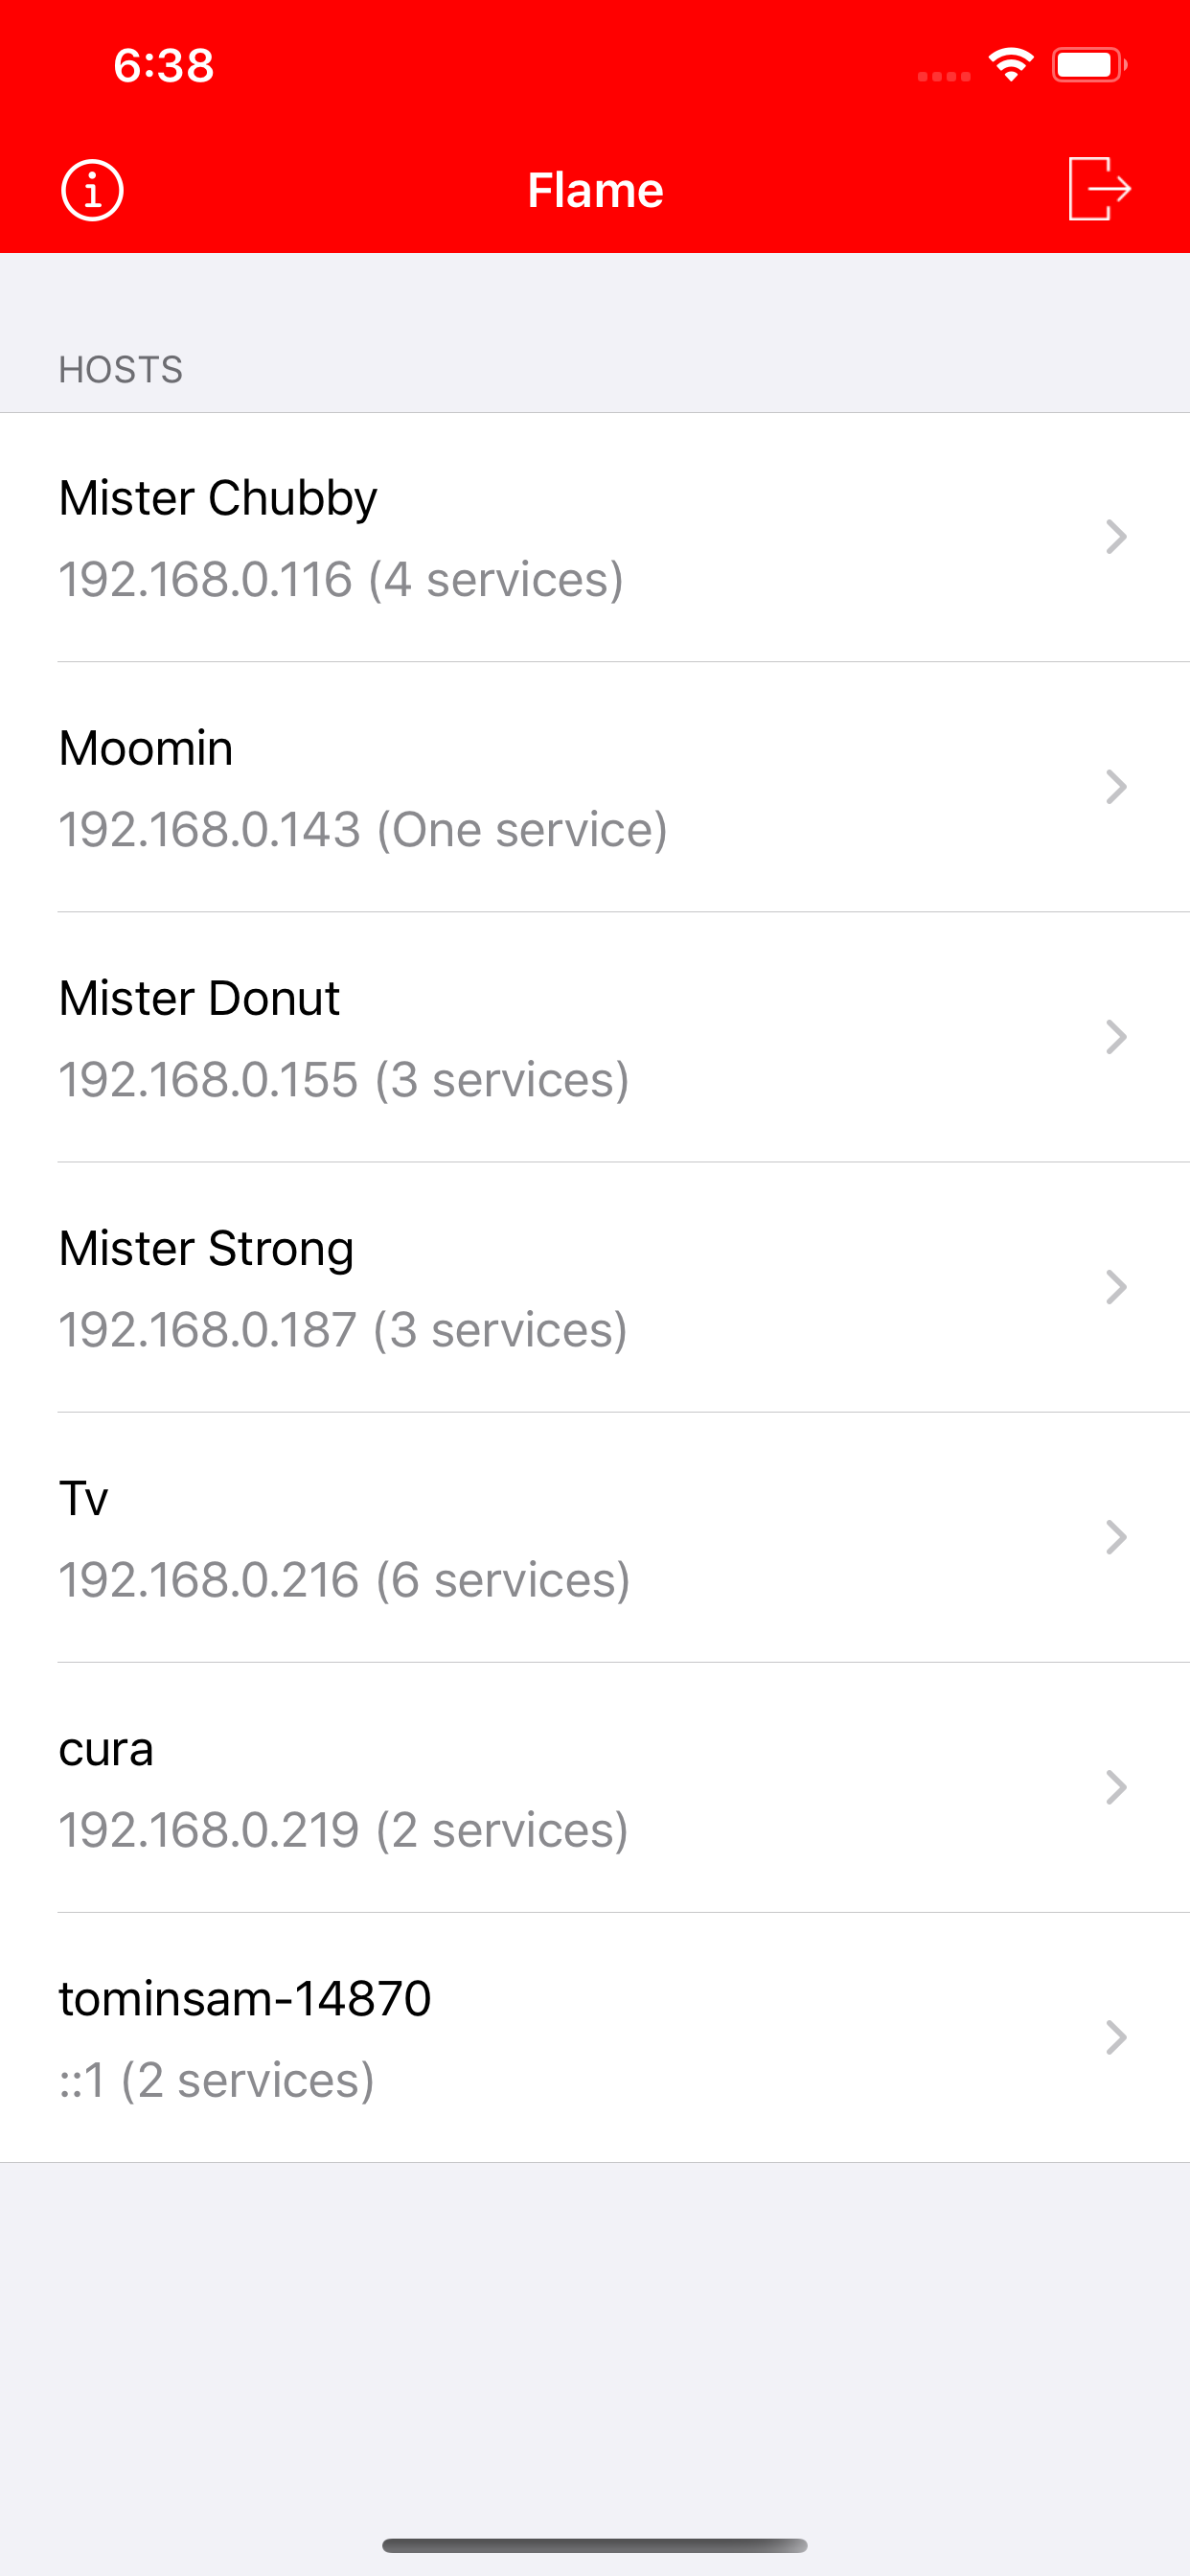 6:38
Flame
HOSTS
Mister Chubby
192.168.0.116 (4 services)
Moomin
192.168.0.143 (One service)
Mister Donut
192.168.0.155 (3 services)
Mister Strong
192.168.0.187 (3 services)
Tv
192.168.0.216 (6 services)
cura
192.168.0.219 (2 services)
tominsam-14870
::1 (2 services)